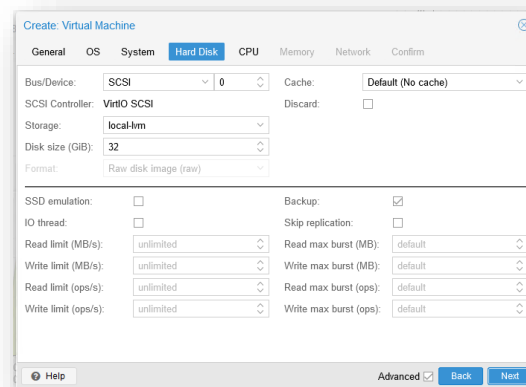 Create: Virtual Machine
General OS System Hard Disk CPU Memory Network Confirm
Bus/Device: SCSI 0 Cache: Default (No cache)
SCSI Controller: VirtIO SCSI Discard:
Storage: local-lvm
Disk size (GiB): 32
Format: Raw disk image (raw)
SSD emulation: Backup:
IO thread: Skip replication:
Read limit (MB/s): unlimited Read max burst (MB): default
Write limit (MB/s): unlimited Write max burst (MB): default
Read limit (ops/s): unlimited Read max burst (ops): default
Write limit (ops/s): unlimited Write max burst (ops): default
Help Advanced Back Next